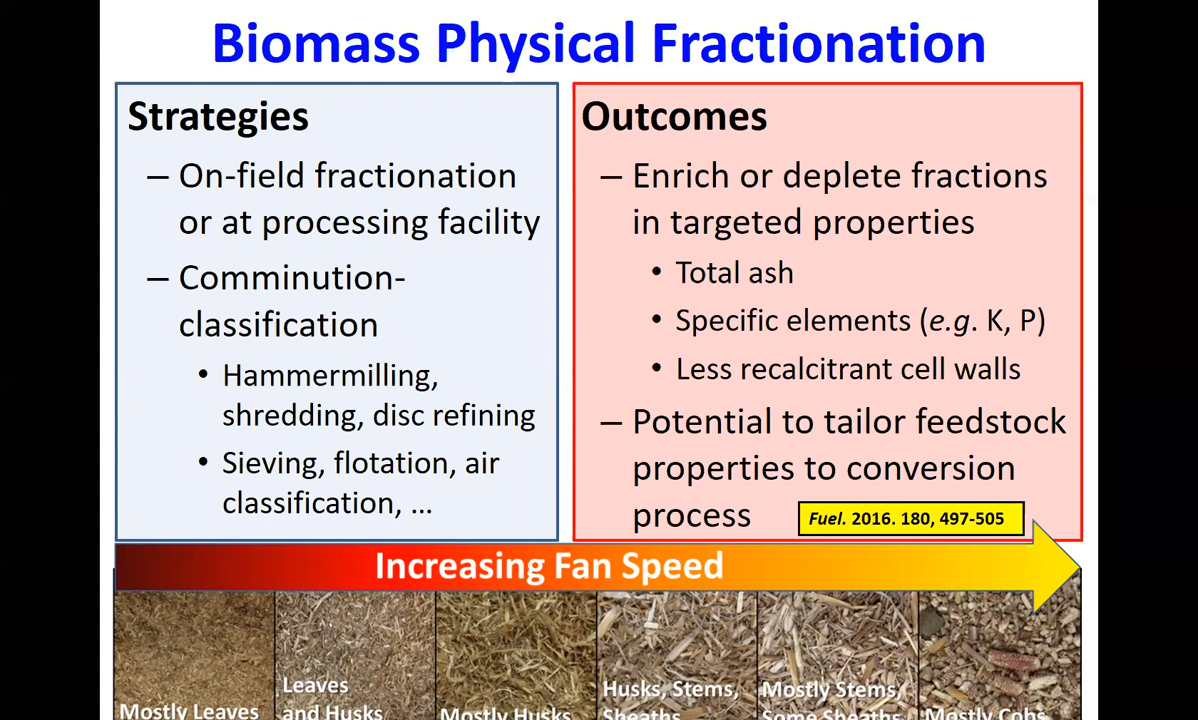 Biomass Physical Fractionation
Strategies
– On-field fractionation
or at processing facility
– Comminution-
classification
• Hammermilling,
shredding, disc refining
• Sieving, flotation, air
classification, ...
Outcomes
– Enrich or deplete fractions
in targeted properties
• Total ash
• Specific elements (e.g. K, P)
• Less recalcitrant cell walls
– Potential to tailor feedstock
properties to conversion
process
Fuel. 2016. 180, 497-505
Increasing Fan Speed
Mostly Leaves
Leaves
and Husks
Mostly Husks
Husks, Stems,
Sheaths
Mostly Stems,
Some Sheaths
Mostly Cobs